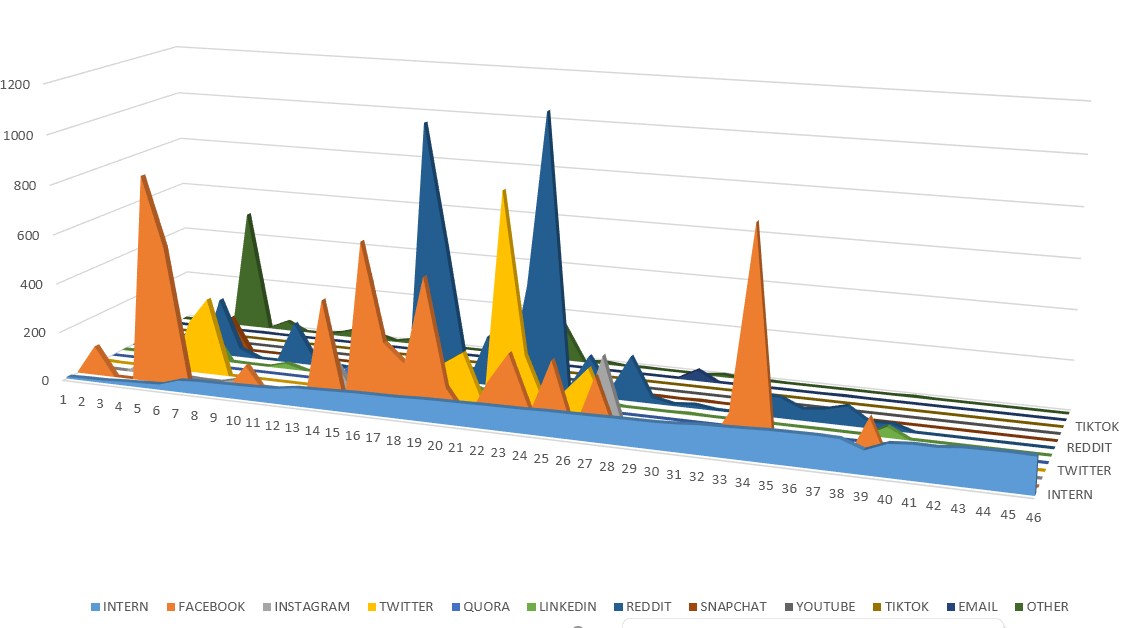 1200
1000
800
600
400
200
0
1 2 3 4 5 6 7 8 9 10 11 12 13 14 15 16 17 18 19 20 21 22 23 24 25 26 27 28 29 30 31 32 33 34 35 36 37 38 39 40 41 42 43 44 45 46
TIKTOK
REDDIT
TWITTER
INTERN
INTERN FACEBOOK INSTAGRAM TWITTER QUORA LINKEDIN REDDIT SNAPCHAT YOUTUBE TIKTOK EMAIL OTHER